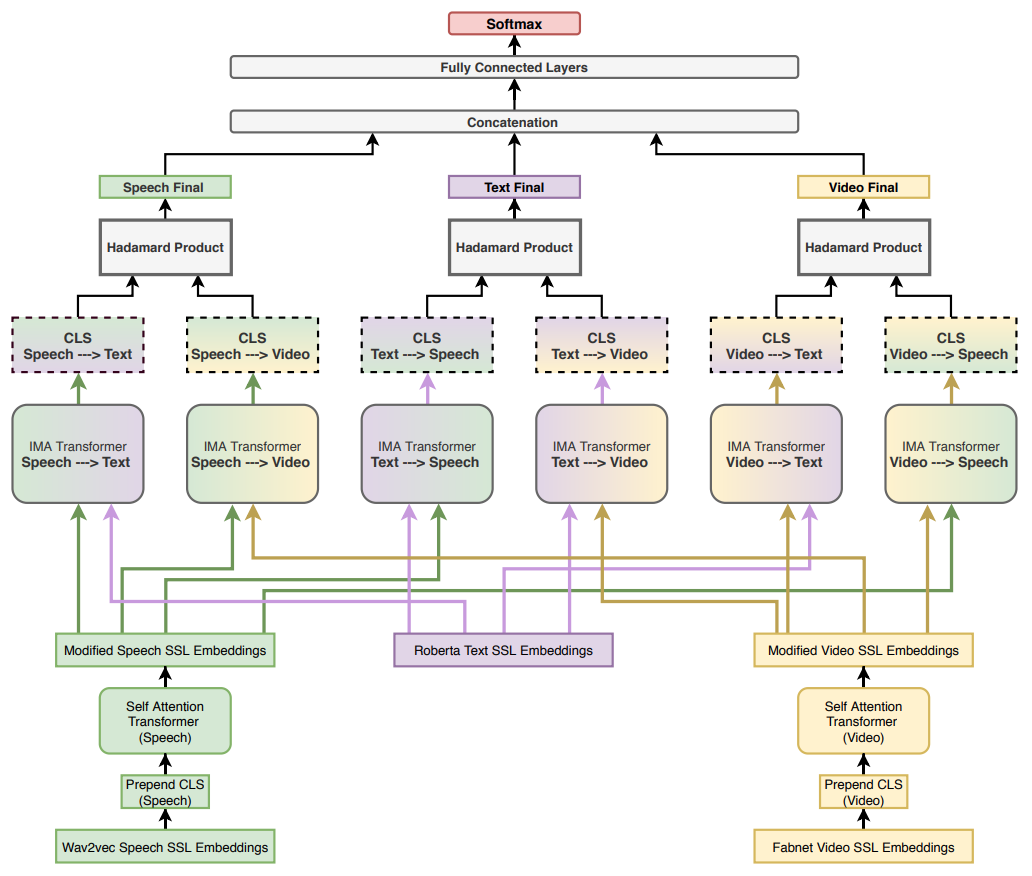 Softmax
Fully Connected Layers
Concatenation
Speech Final
Text Final
Video Final
Hadamard Product
Hadamard Product
Hadamard Product
CLS
Speech ---> Text
CLS
Speech ---> Video
CLS
Text ---> Speech
CLS
Text ---> Video
CLS
Video ---> Text
CLS
Video ---> Speech
IMA Transformer
Speech ---> Text
IMA Transformer
Speech ---> Video
IMA Transformer
Text ---> Speech
IMA Transformer
Text ---> Video
IMA Transformer
Video ---> Text
IMA Transformer
Video ---> Speech
Modified Speech SSL Embeddings
Roberta Text SSL Embeddings
Modified Video SSL Embeddings
Self Attention
Transformer
(Speech)
Self Attention
Transformer
(Video)
Prepend CLS
(Speech)
Prepend CLS
(Video)
Wav2vec Speech SSL Embeddings
Fabnet Video SSL Embeddings